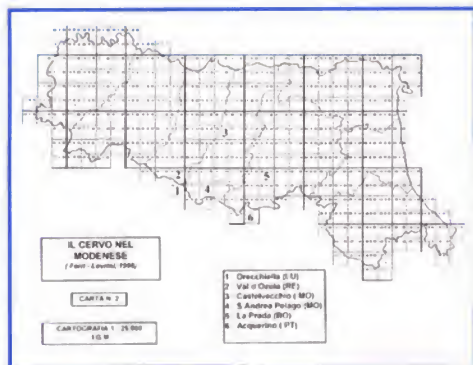 3
2
1
4
5
6
IL CERVO NEL
MODENESE
1996)
CARTA N. 2
CARTOGRAFIA 1 : 25.000
I.G.M.
1 Orecchiella (LU)
2 Val d'Ozola (RE)
3 Castelvecchio (MO)
4 S. Andrea Pelago (MO)
5 La Prada (BO)
6 Acquerino (PT)